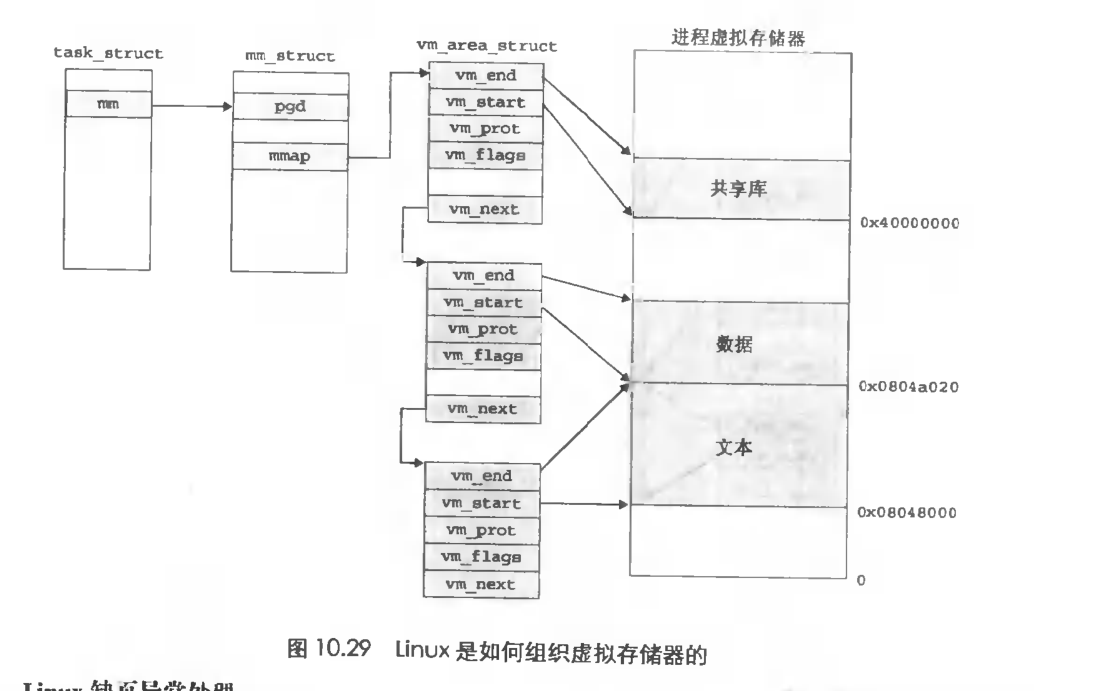 task_struct
mm
mm_struct
pgd
mmap
vm_area_struct
vm_end
vm_start
vm_prot
vm_flags
vm_next
vm_end
vm_start
vm_prot
vm_flags
vm_next
vm_end
vm_start
vm_prot
vm_flags
vm_next
进程虚拟存储器
共享库
0x40000000
数据
0x0804a020
文本
0x08048000
0
图 10.29 Linux 是如何组织虚拟存储器的
Linux 缺页异常处理